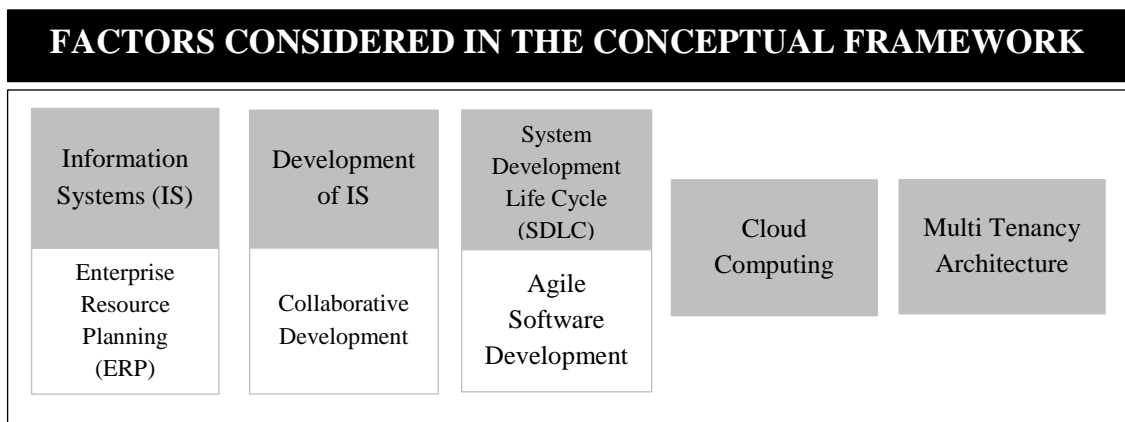 FACTORS CONSIDERED IN THE CONCEPTUAL FRAMEWORK
Information
Systems (IS)
Enterprise
Resource
Planning
(ERP)
Development
of IS
Collaborative
Development
System
Development
Life Cycle
(SDLC)
Agile
Software
Development
Cloud
Computing
Multi Tenancy
Architecture